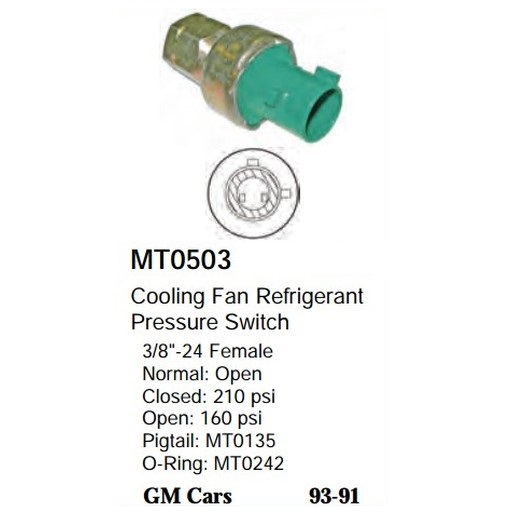 MT0503
Cooling Fan Refrigerant
Pressure Switch
3/8"-24 Female
Normal: Open
Closed: 210 psi
Open: 160 psi
Pigtail: MT0135
O-Ring: MT0242
GM Cars 93-91